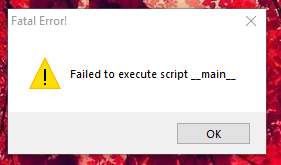 Fatal Error!
Failed to execute script __main__
OK